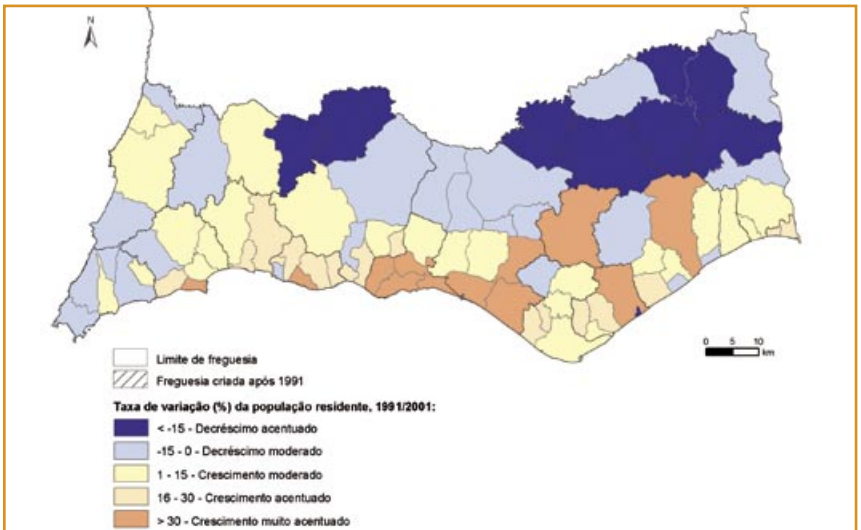 N
0 5 10
km
Limite de freguesia
Freguesia criada após 1991
Taxa de variação (%) da população residente, 1991/2001:
< -15 - Decréscimo acentuado
-15 - 0 - Decréscimo moderado
1 - 15 - Crescimento moderado
16 - 30 - Crescimento acentuado
> 30 - Crescimento muito acentuado